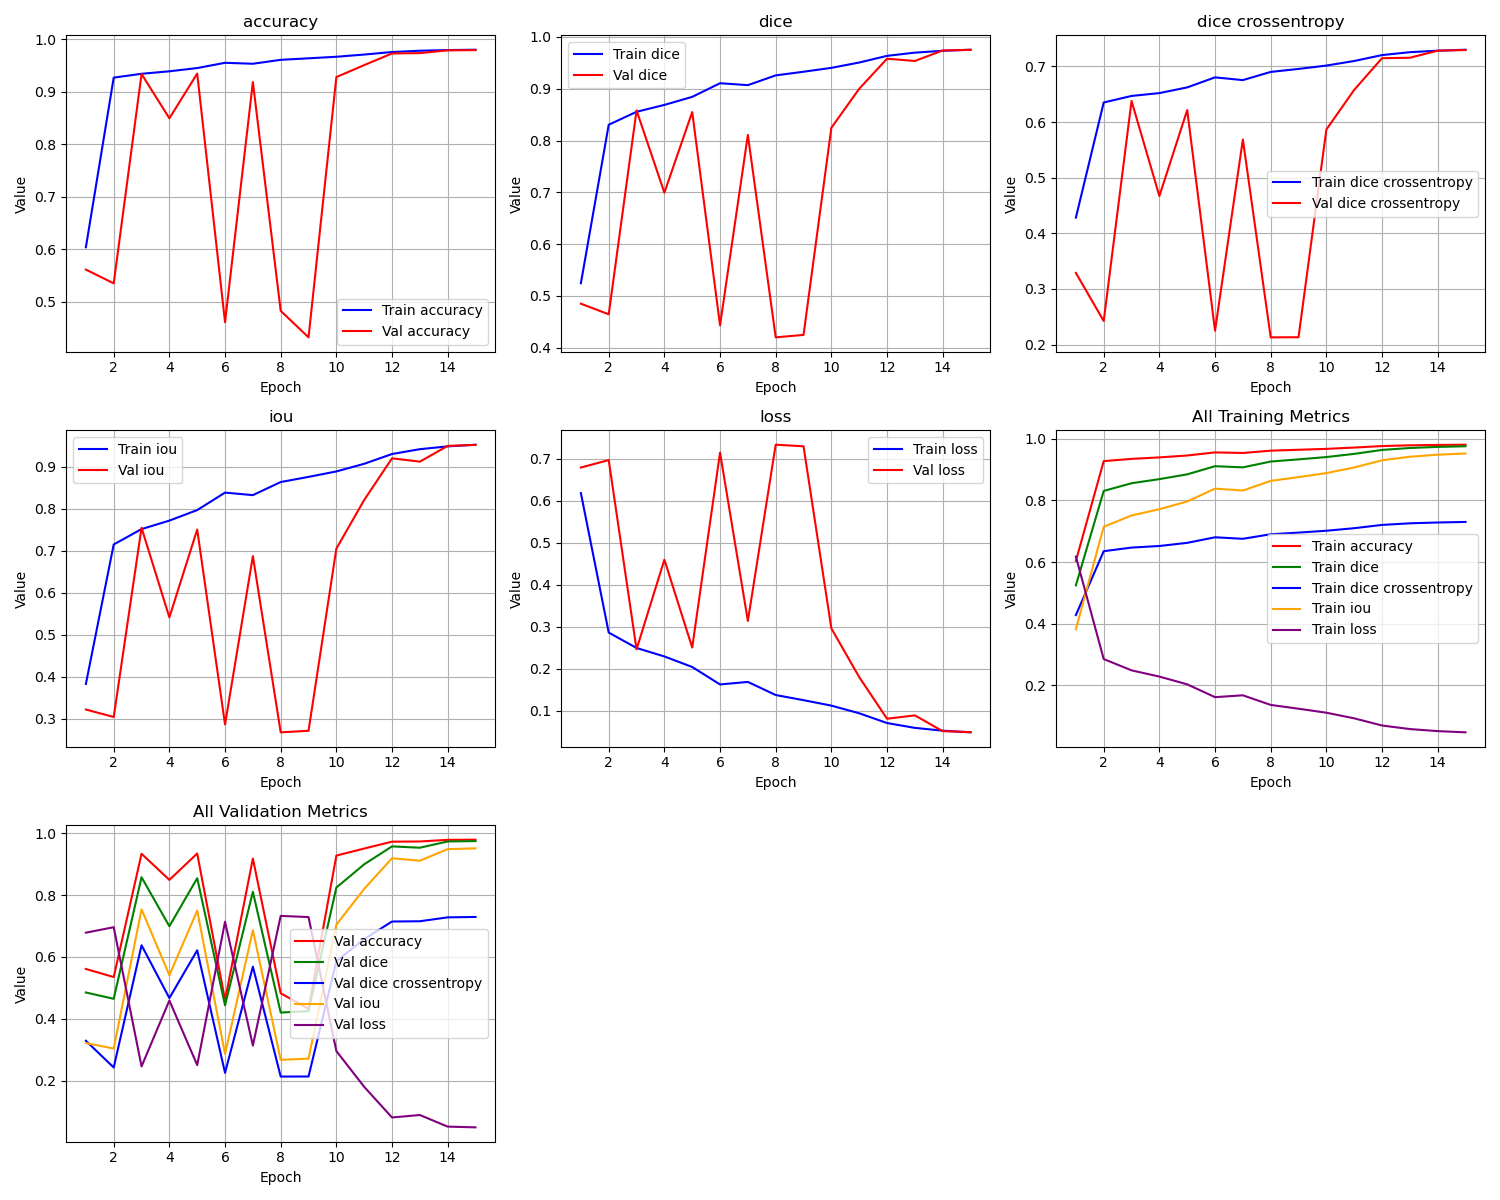 accuracy
1.0
0.9
0.8
0.7
0.6
0.5
Value
Train accuracy
Val accuracy
2 4 6 8 10 12 14
Epoch
dice
1.0
0.9
0.8
0.7
0.6
0.5
0.4
Value
Train dice
Val dice
2 4 6 8 10 12 14
Epoch
dice crossentropy
0.7
0.6
0.5
0.4
0.3
0.2
Value
Train dice crossentropy
Val dice crossentropy
2 4 6 8 10 12 14
Epoch
iou
0.9
0.8
0.7
0.6
0.5
0.4
0.3
Value
Train iou
Val iou
2 4 6 8 10 12 14
Epoch
loss
0.7
0.6
0.5
0.4
0.3
0.2
0.1
Value
Train loss
Val loss
2 4 6 8 10 12 14
Epoch
All Training Metrics
1.0
0.8
0.6
0.4
0.2
Value
Train accuracy
Train dice
Train dice crossentropy
Train iou
Train loss
2 4 6 8 10 12 14
Epoch
All Validation Metrics
1.0
0.8
0.6
0.4
0.2
Value
Val accuracy
Val dice
Val dice crossentropy
Val iou
Val loss
2 4 6 8 10 12 14
Epoch